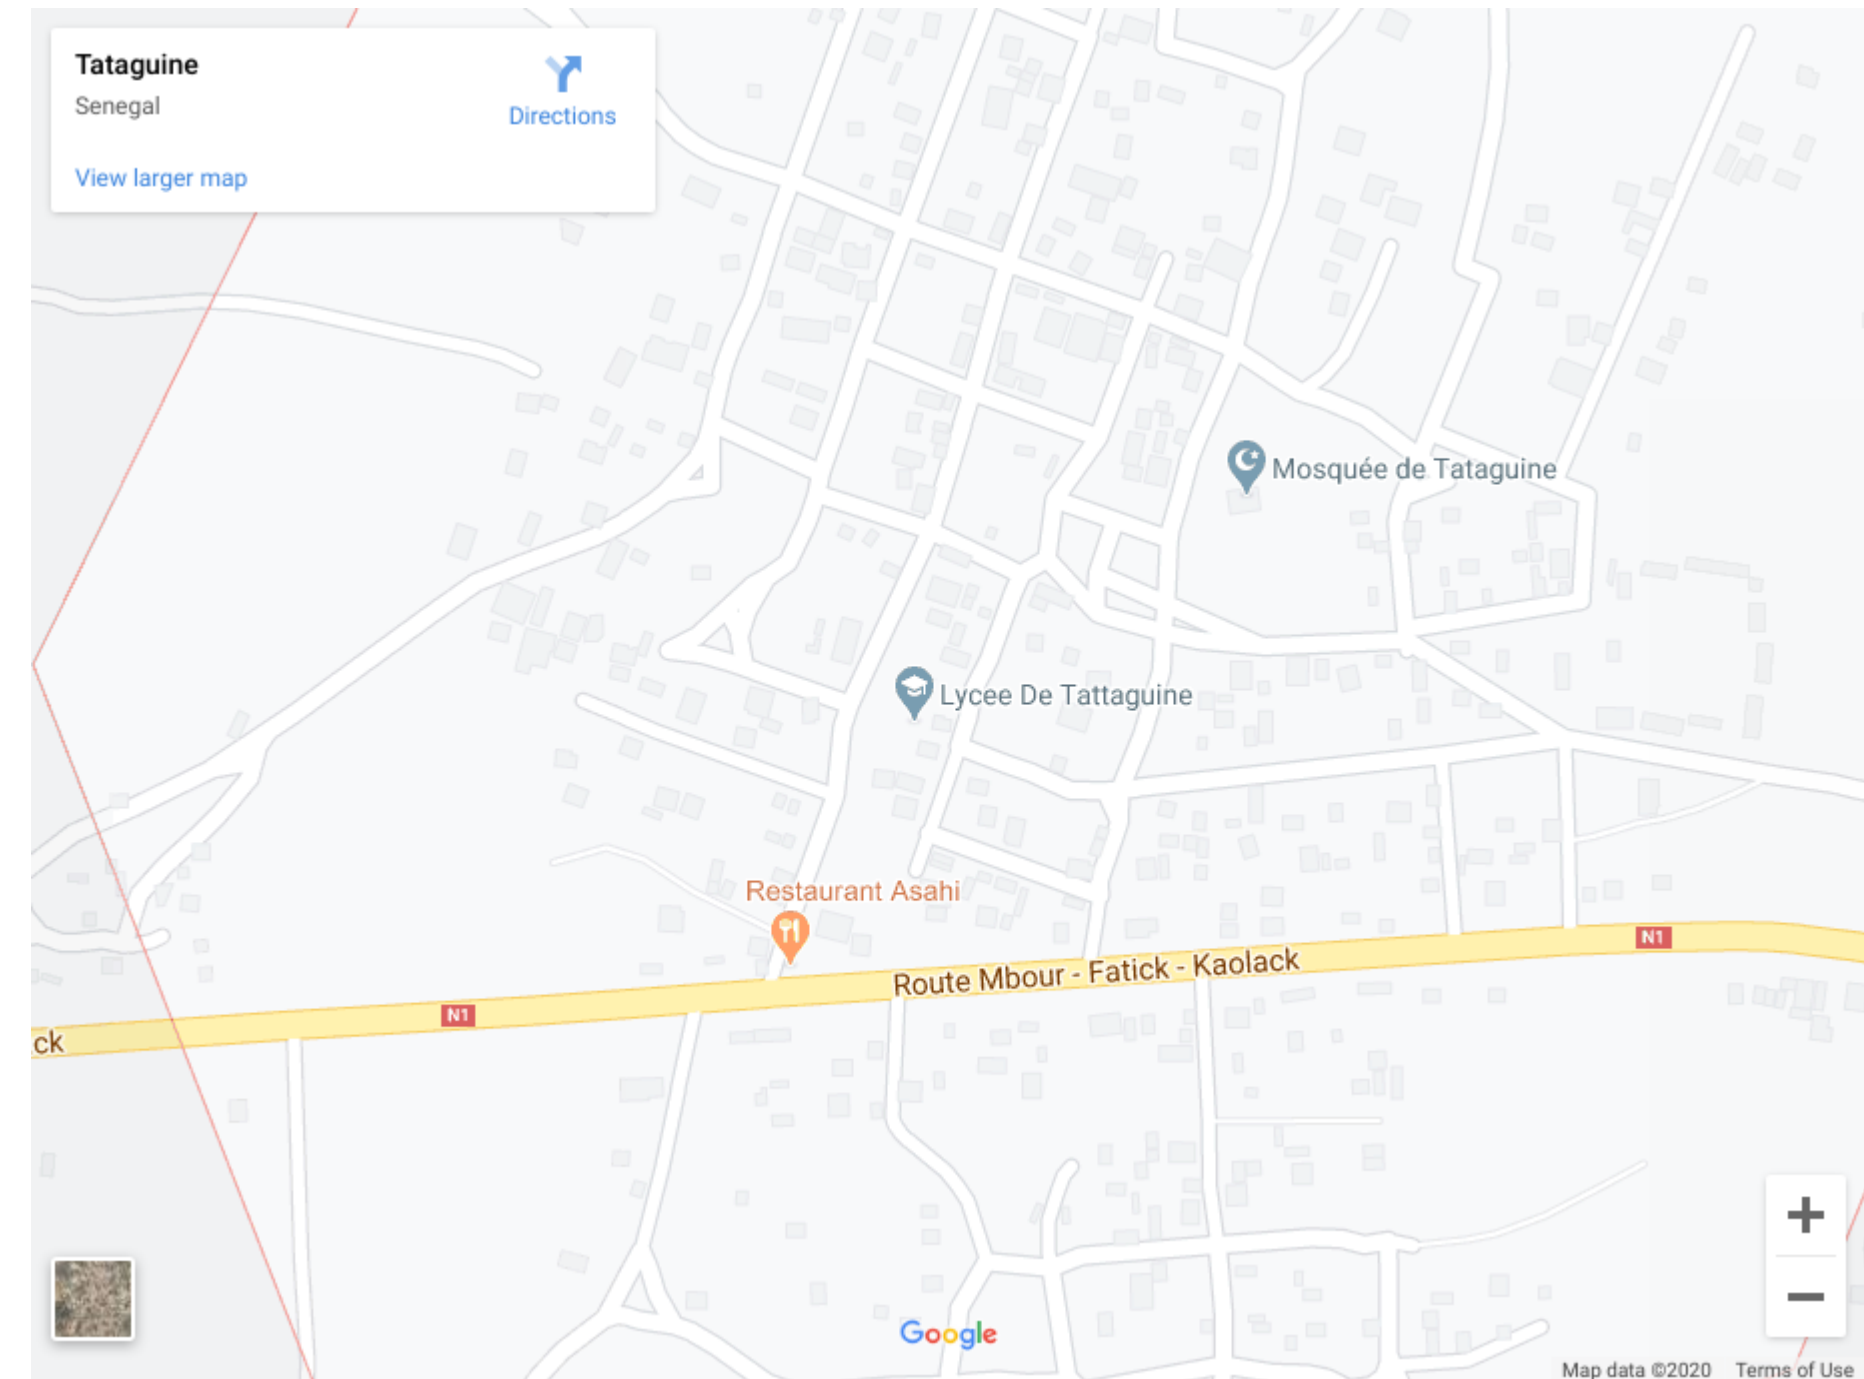 Tataguine
Senegal
Directions
View larger map
Mosquée de Tataguine
Lycee De Tattaguine
Restaurant Asahi
N1
Route Mbour - Fatick - Kaolack
N1
ck
Google
Map data ©2020 Terms of Use